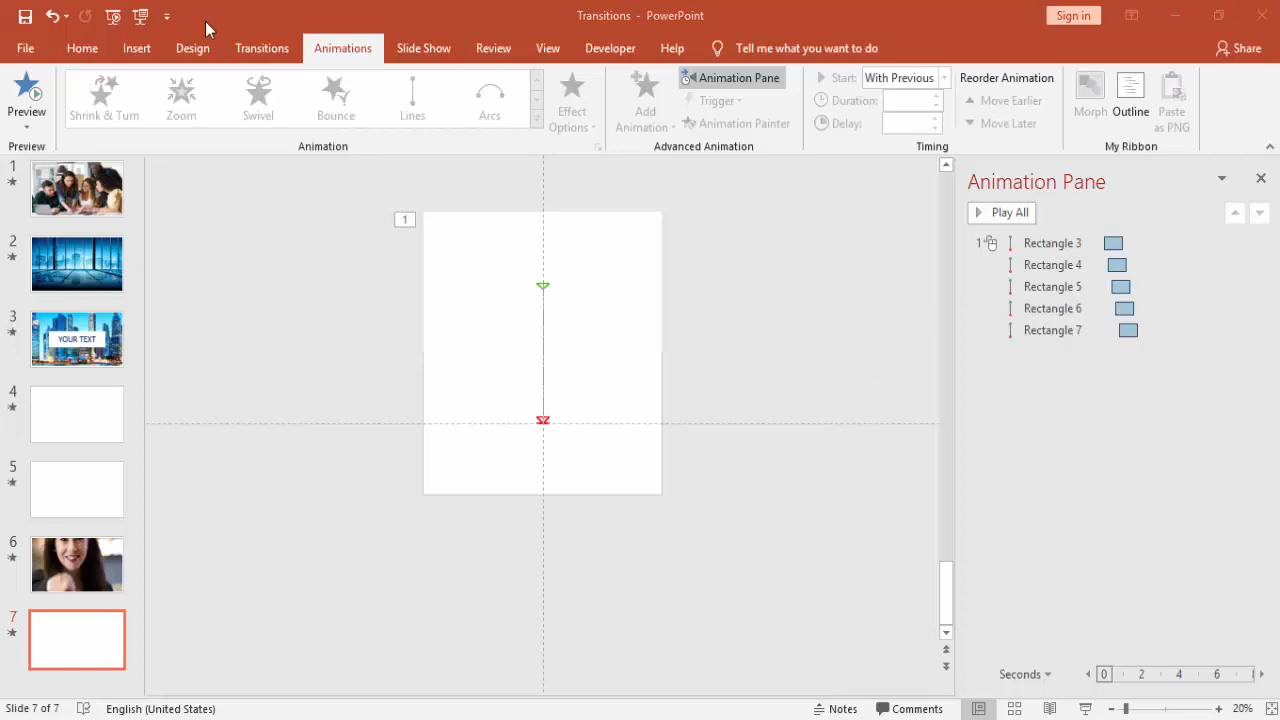 Transitions - PowerPoint
Sign in
File
Home
Insert
Design
Transitions
Animations
Slide Show
Review
View
Developer
Help
Tell me what you want to do
Share
Preview
Shrink & Turn
Zoom
Swivel
Bounce
Lines
Arcs
Effect
Options
Add
Animation
Animation Pane
Trigger
Animation Painter
Start:
With Previous
Duration:
Delay:
Reorder Animation
Move Earlier
Move Later
Morph
Outline
Paste
as PNG
Preview
Animation
Advanced Animation
Timing
My Ribbon
1
2
3
YOUR TEXT
4
5
6
7
1
Animation Pane
Play All
1
Rectangle 3
Rectangle 4
Rectangle 5
Rectangle 6
Rectangle 7
Seconds
0
2
4
6
Slide 7 of 7
English (United States)
Notes
Comments
20%